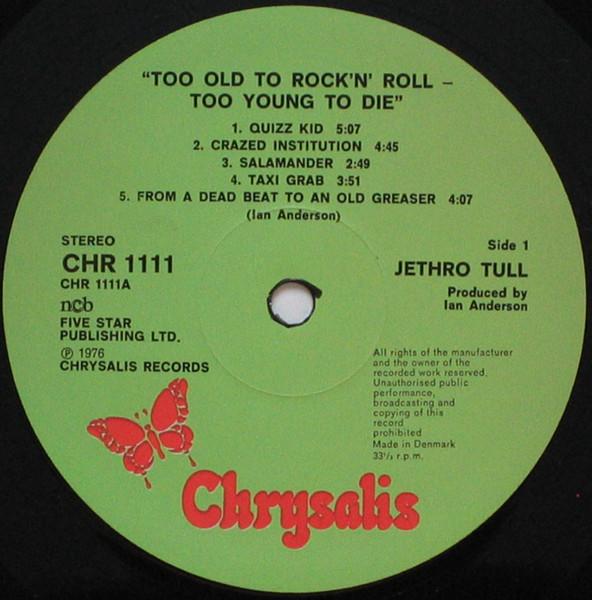 “TOO OLD TO ROCK'N' ROLL –
TOO YOUNG TO DIE”
1. QUIZZ KID 5:07
2. CRAZED INSTITUTION 4:45
3. SALAMANDER 2:49
4. TAXI GRAB 3:51
5. FROM A DEAD BEAT TO AN OLD GREASER 4:07
(Ian Anderson)
STEREO
CHR 1111
CHR 1111A
ncb
FIVE STAR
PUBLISHING LTD.
℗ 1976
CHRYSALIS RECORDS
Side 1
JETHRO TULL
Produced by
Ian Anderson
All rights of the manufacturer
and the owner of the
recorded work reserved.
Unauthorised public
performance,
broadcasting and
copying of this
record
prohibited
Made in Denmark
33⅓ r.p.m.
Chrysalis